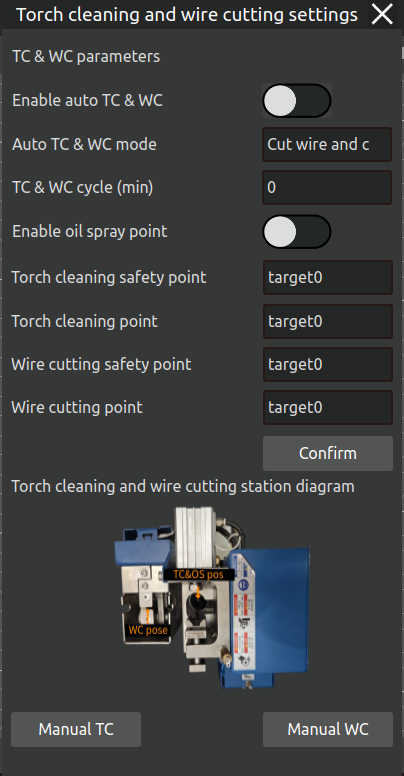 Torch cleaning and wire cutting settings
TC & WC parameters
Enable auto TC & WC
Auto TC & WC mode Cut wire and c
TC & WC cycle (min) 0
Enable oil spray point
Torch cleaning safety point target0
Torch cleaning point target0
Wire cutting safety point target0
Wire cutting point target0
Confirm
Torch cleaning and wire cutting station diagram
TC&OS pos
WC pose
Manual TC Manual WC